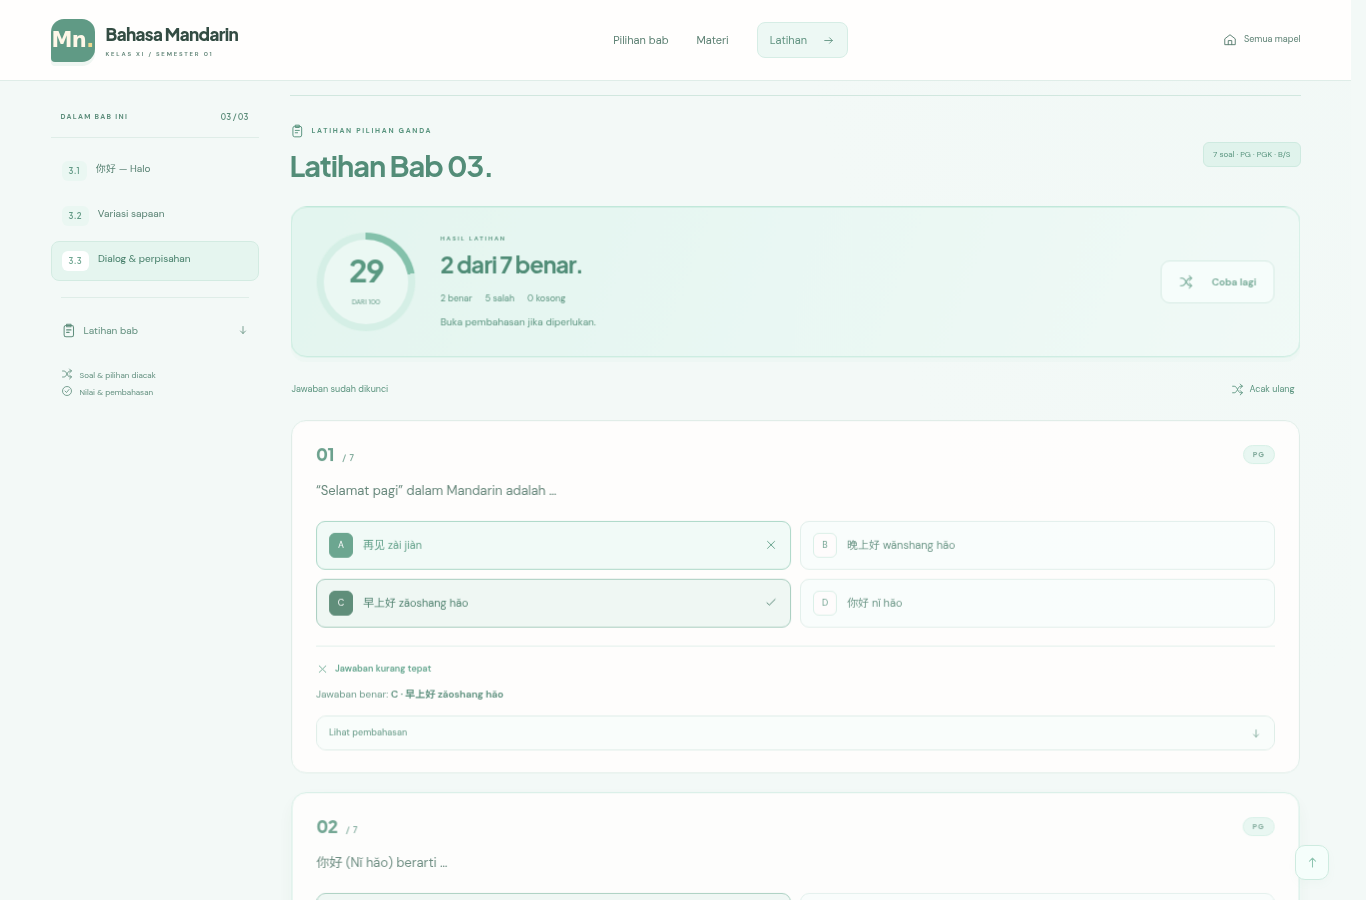 Mn.
Bahasa Mandarin
KELAS XI / SEMESTER 01
Pilihan bab
Materi
Latihan →
Semua mapel
DALAM BAB INI 03/03
3.1 你好 — Halo
3.2 Variasi sapaan
3.3 Dialog & perpisahan
Latihan bab ↓
Soal & pilihan diacak
Nilai & pembahasan
LATIHAN PILIHAN GANDA
Latihan Bab 03.
7 soal · PG · PGK · B/S
29
DARI 100
HASIL LATIHAN
2 dari 7 benar.
2 benar 5 salah 0 kosong
Buka pembahasan jika diperlukan.
Coba lagi
Jawaban sudah dikunci
Acak ulang
01 / 7
PG
“Selamat pagi” dalam Mandarin adalah ...
A 再见 zài jiàn
B 晚上好 wǎnshang hǎo
C 早上好 zǎoshang hǎo
D 你好 nǐ hǎo
Jawaban kurang tepat
Jawaban benar: C · 早上好 zǎoshang hǎo
Lihat pembahasan ↓
02 / 7
PG
你好 (Nǐ hǎo) berarti ...
↑